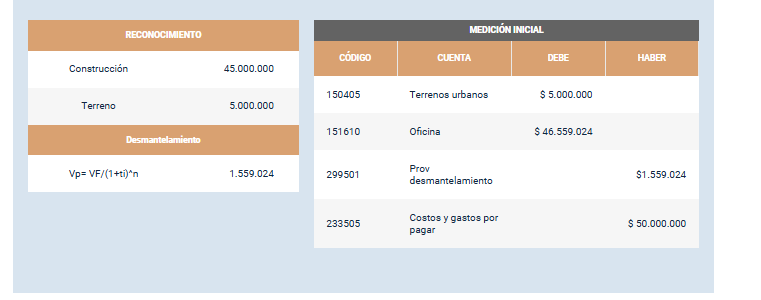 RECONOCIMIENTO
Construcción 45.000.000
Terreno 5.000.000
Desmantelamiento
Vp= VF/(1+ti)^n 1.559.024
MEDICIÓN INICIAL
CÓDIGO CUENTA DEBE HABER
150405 Terrenos urbanos $ 5.000.000
151610 Oficina $ 46.559.024
299501 Prov
desmantelamiento $1.559.024
233505 Costos y gastos por
pagar $ 50.000.000